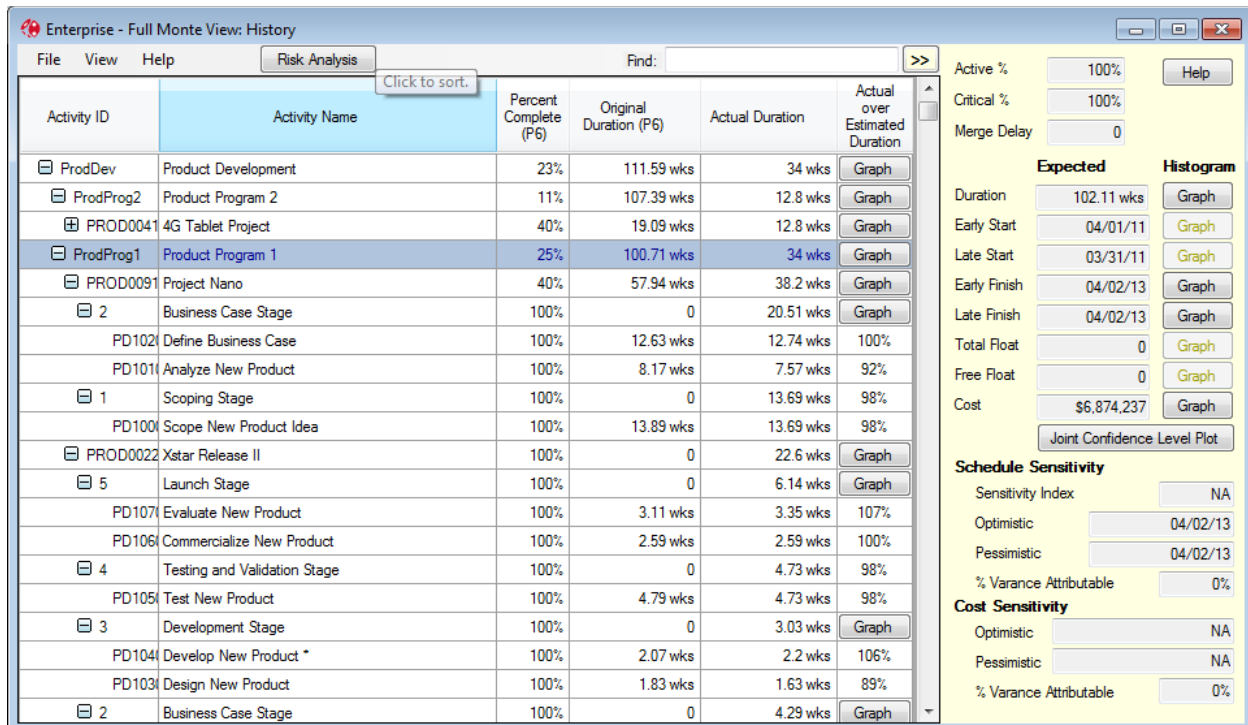 Enterprise - Full Monte View: History
File View Help Risk Analysis Find: >>
Click to sort.
Activity ID Activity Name Percent Complete (P6) Original Duration (P6) Actual Duration Actual over Estimated Duration
ProdDev Product Development 23% 111.59 wks 34 wks Graph
ProdProg2 Product Program 2 11% 107.39 wks 12.8 wks Graph
PROD0041 4G Tablet Project 40% 19.09 wks 12.8 wks Graph
ProdProg1 Product Program 1 25% 100.71 wks 34 wks Graph
PROD0091 Project Nano 40% 57.94 wks 38.2 wks Graph
2 Business Case Stage 100% 0 20.51 wks Graph
PD102 Define Business Case 100% 12.63 wks 12.74 wks 100%
PD101 Analyze New Product 100% 8.17 wks 7.57 wks 92%
1 Scoping Stage 100% 0 13.69 wks 98%
PD100 Scope New Product Idea 100% 13.89 wks 13.69 wks 98%
PROD0022 Xstar Release II 100% 0 22.6 wks Graph
5 Launch Stage 100% 0 6.14 wks Graph
PD107 Evaluate New Product 100% 3.11 wks 3.35 wks 107%
PD106 Commercialize New Product 100% 2.59 wks 2.59 wks 100%
4 Testing and Validation Stage 100% 0 4.73 wks 98%
PD105 Test New Product 100% 4.79 wks 4.73 wks 98%
3 Development Stage 100% 0 3.03 wks Graph
PD104 Develop New Product * 100% 2.07 wks 2.2 wks 106%
PD103 Design New Product 100% 1.83 wks 1.63 wks 89%
2 Business Case Stage 100% 0 4.29 wks Graph
Active % 100% Help
Critical % 100%
Merge Delay 0
Expected Histogram
Duration 102.11 wks Graph
Early Start 04/01/11 Graph
Late Start 03/31/11 Graph
Early Finish 04/02/13 Graph
Late Finish 04/02/13 Graph
Total Float 0 Graph
Free Float 0 Graph
Cost $6,874,237 Graph
Joint Confidence Level Plot
Schedule Sensitivity
Sensitivity Index NA
Optimistic 04/02/13
Pessimistic 04/02/13
% Varance Attributable 0%
Cost Sensitivity
Optimistic NA
Pessimistic NA
% Varance Attributable 0%